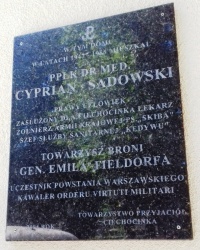 W TYM DOMU
W LATACH MIESZKAŁ
PPŁK DR MED.
CYPRIAN SADOWSKI
PRAWY CZŁOWIEK,
ZASŁUŻONY DLA CIECHOCINKA LEKARZ
ŻOŁNIERZ ARMII KRAJOWEJ PS. „SKIBA"
SZEF SŁUŻBY SANITARNEJ „KEDYWU"
TOWARZYSZ BRONI
GEN. EMILA FIELDORFA
UCZESTNIK POWSTANIA WARSZAWSKIEGO
KAWALER ORDERU VIRTUTI MILITARI
TOWARZYSTWO PRZYJACIÓŁ
CIECHOCINKA